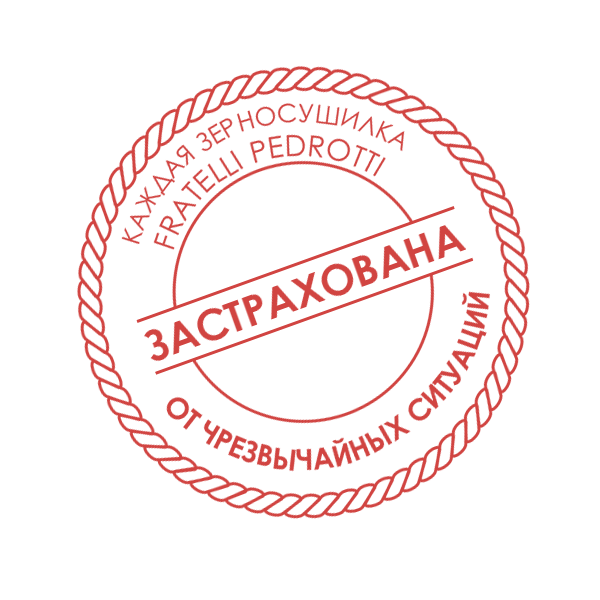 КАЖДАЯ ЗЕРНОСУШИЛКА
FRATELLI PEDROTTI
ЗАСТРАХОВАНА
ОТ ЧРЕЗВЫЧАЙНЫХ СИТУАЦИЙ